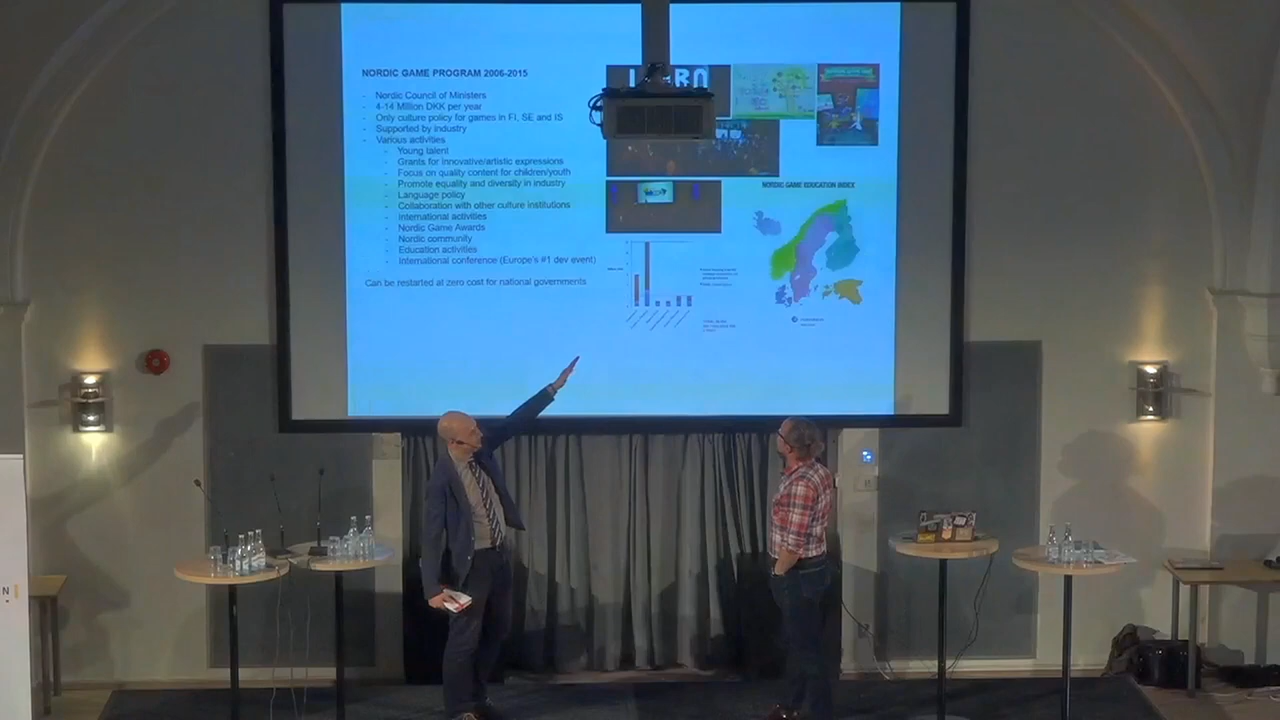 NORDIC GAME PROGRAM 2006-2015
- Nordic Council of Ministers
- 4-14 Million DKK per year
- Only culture policy for games in FI, SE and IS
- Supported by industry
- Various activities
- Young talent
- Grants for innovative/artistic expressions
- Focus on quality content for children/youth
- Promote equality and diversity in industry
- Language policy
- Collaboration with other culture institutions
- International activities
- Nordic Game Awards
- Nordic community
- Education activities
- International conference (Europe's #1 dev event)
Can be restarted at zero cost for national governments
NORDIC GAME EDUCATION INDEX
N